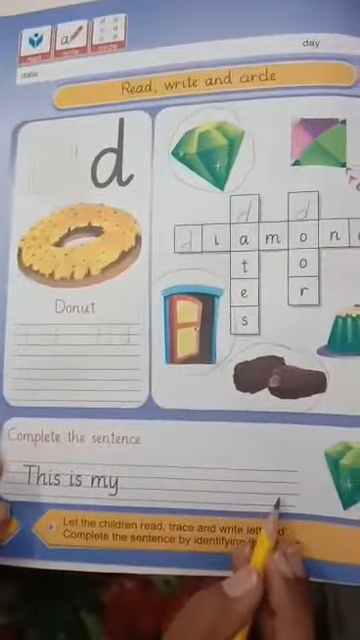 day
date
Read, write and circle
d
d d
d i a m o n
t o
e r
s
Donut
Complete the sentence
This is my
Let the children read, trace and write
Complete the sentence by identifying